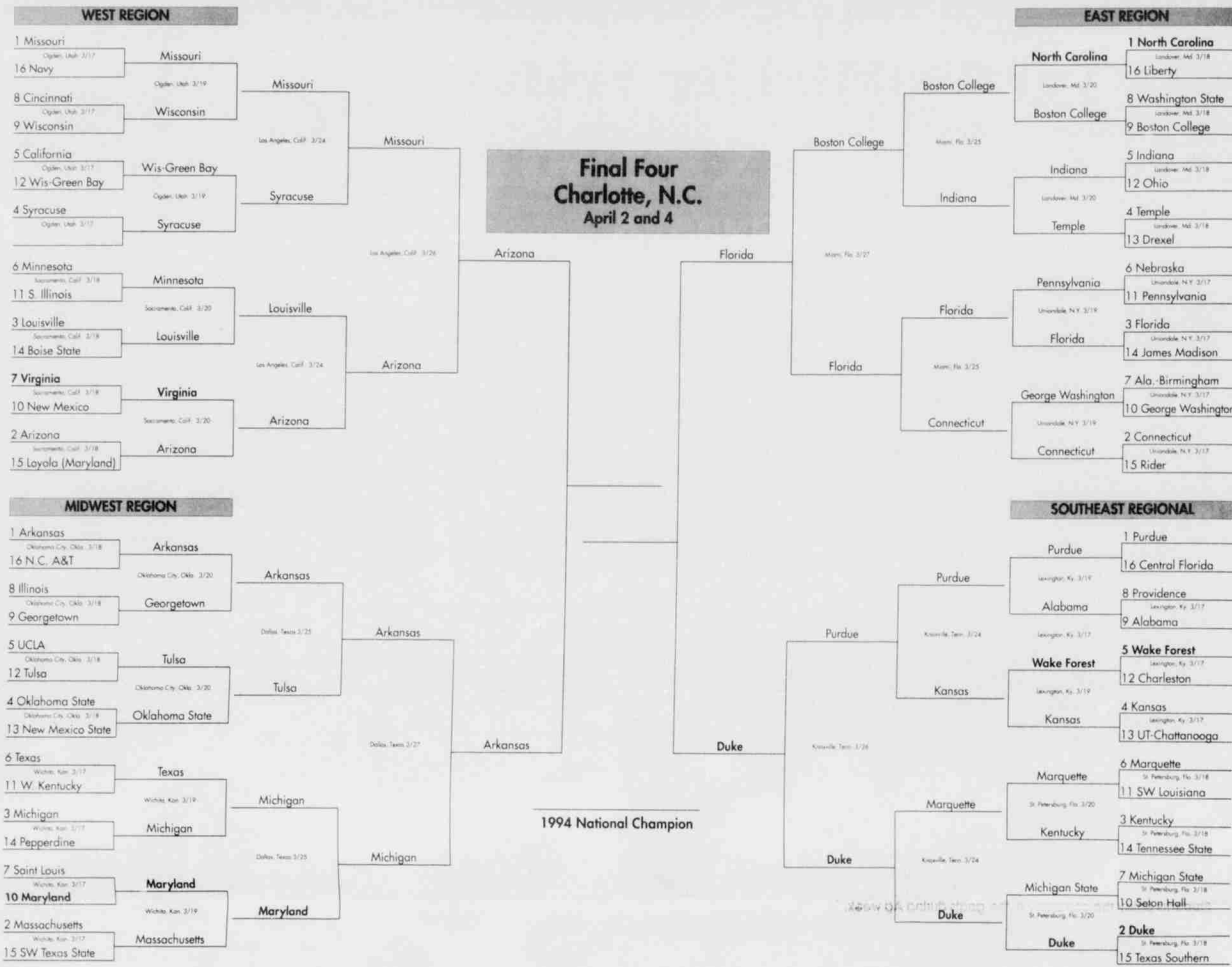 WEST REGION
1 Missouri
Ogden, Utah 3/17
16 Navy
8 Cincinnati
Ogden, Utah 3/17
9 Wisconsin
5 California
Ogden, Utah 3/17
12 Wis-Green Bay
4 Syracuse
Ogden, Utah 3/17
6 Minnesota
Sacramento, Calif. 3/18
11 S. Illinois
3 Louisville
Sacramento, Calif. 3/18
14 Boise State
7 Virginia
Sacramento, Calif. 3/18
10 New Mexico
2 Arizona
Sacramento, Calif. 3/18
15 Loyola (Maryland)
Missouri
Ogden, Utah 3/19
Wisconsin
Wis-Green Bay
Ogden, Utah 3/19
Syracuse
Minnesota
Sacramento, Calif. 3/20
Louisville
Virginia
Sacramento, Calif. 3/20
Arizona
Missouri
Los Angeles, Calif. 3/24
Syracuse
Louisville
Los Angeles, Calif. 3/24
Arizona
Missouri
Los Angeles, Calif. 3/26
Arizona
Arizona
MIDWEST REGION
1 Arkansas
Oklahoma City, Okla. 3/18
16 N.C. A&T
8 Illinois
Oklahoma City, Okla. 3/18
9 Georgetown
5 UCLA
Oklahoma City, Okla. 3/18
12 Tulsa
4 Oklahoma State
Oklahoma City, Okla. 3/18
13 New Mexico State
6 Texas
Wichita, Kan. 3/17
11 W. Kentucky
3 Michigan
Wichita, Kan. 3/17
14 Pepperdine
7 Saint Louis
Wichita, Kan. 3/17
10 Maryland
2 Massachusetts
Wichita, Kan. 3/17
15 SW Texas State
Arkansas
Oklahoma City, Okla. 3/20
Georgetown
Tulsa
Oklahoma City, Okla. 3/20
Oklahoma State
Texas
Wichita, Kan. 3/19
Michigan
Maryland
Wichita, Kan. 3/19
Massachusetts
Arkansas
Dallas, Texas 3/25
Tulsa
Michigan
Dallas, Texas 3/25
Maryland
Arkansas
Dallas, Texas 3/27
Michigan
Arkansas
Final Four
Charlotte, N.C.
April 2 and 4
1994 National Champion
EAST REGION
1 North Carolina
Landover, Md. 3/18
16 Liberty
8 Washington State
Landover, Md. 3/18
9 Boston College
5 Indiana
Landover, Md. 3/18
12 Ohio
4 Temple
Landover, Md. 3/18
13 Drexel
6 Nebraska
Uniondale, N.Y. 3/17
11 Pennsylvania
3 Florida
Uniondale, N.Y. 3/17
14 James Madison
7 Ala.-Birmingham
Uniondale, N.Y. 3/17
10 George Washington
2 Connecticut
Uniondale, N.Y. 3/17
15 Rider
North Carolina
Landover, Md. 3/20
Boston College
Indiana
Landover, Md. 3/20
Temple
Pennsylvania
Uniondale, N.Y. 3/19
Florida
George Washington
Uniondale, N.Y. 3/19
Connecticut
Boston College
Miami, Fla. 3/25
Indiana
Florida
Miami, Fla. 3/25
Connecticut
Boston College
Miami, Fla. 3/27
Florida
Florida
SOUTHEAST REGIONAL
1 Purdue
16 Central Florida
8 Providence
Lexington, Ky. 3/17
9 Alabama
5 Wake Forest
Lexington, Ky. 3/17
12 Charleston
4 Kansas
Lexington, Ky. 3/17
13 UT-Chattanooga
6 Marquette
St. Petersburg, Fla. 3/18
11 SW Louisiana
3 Kentucky
St. Petersburg, Fla. 3/18
14 Tennessee State
7 Michigan State
St. Petersburg, Fla. 3/18
10 Seton Hall
2 Duke
St. Petersburg, Fla. 3/18
15 Texas Southern
Purdue
Lexington, Ky. 3/19
Alabama
Lexington, Ky. 3/17
Wake Forest
Lexington, Ky. 3/19
Kansas
Marquette
St. Petersburg, Fla. 3/20
Kentucky
Michigan State
St. Petersburg, Fla. 3/20
Duke
Purdue
Knoxville, Tenn. 3/24
Kansas
Marquette
Knoxville, Tenn. 3/24
Duke
Purdue
Knoxville, Tenn. 3/26
Duke
Duke